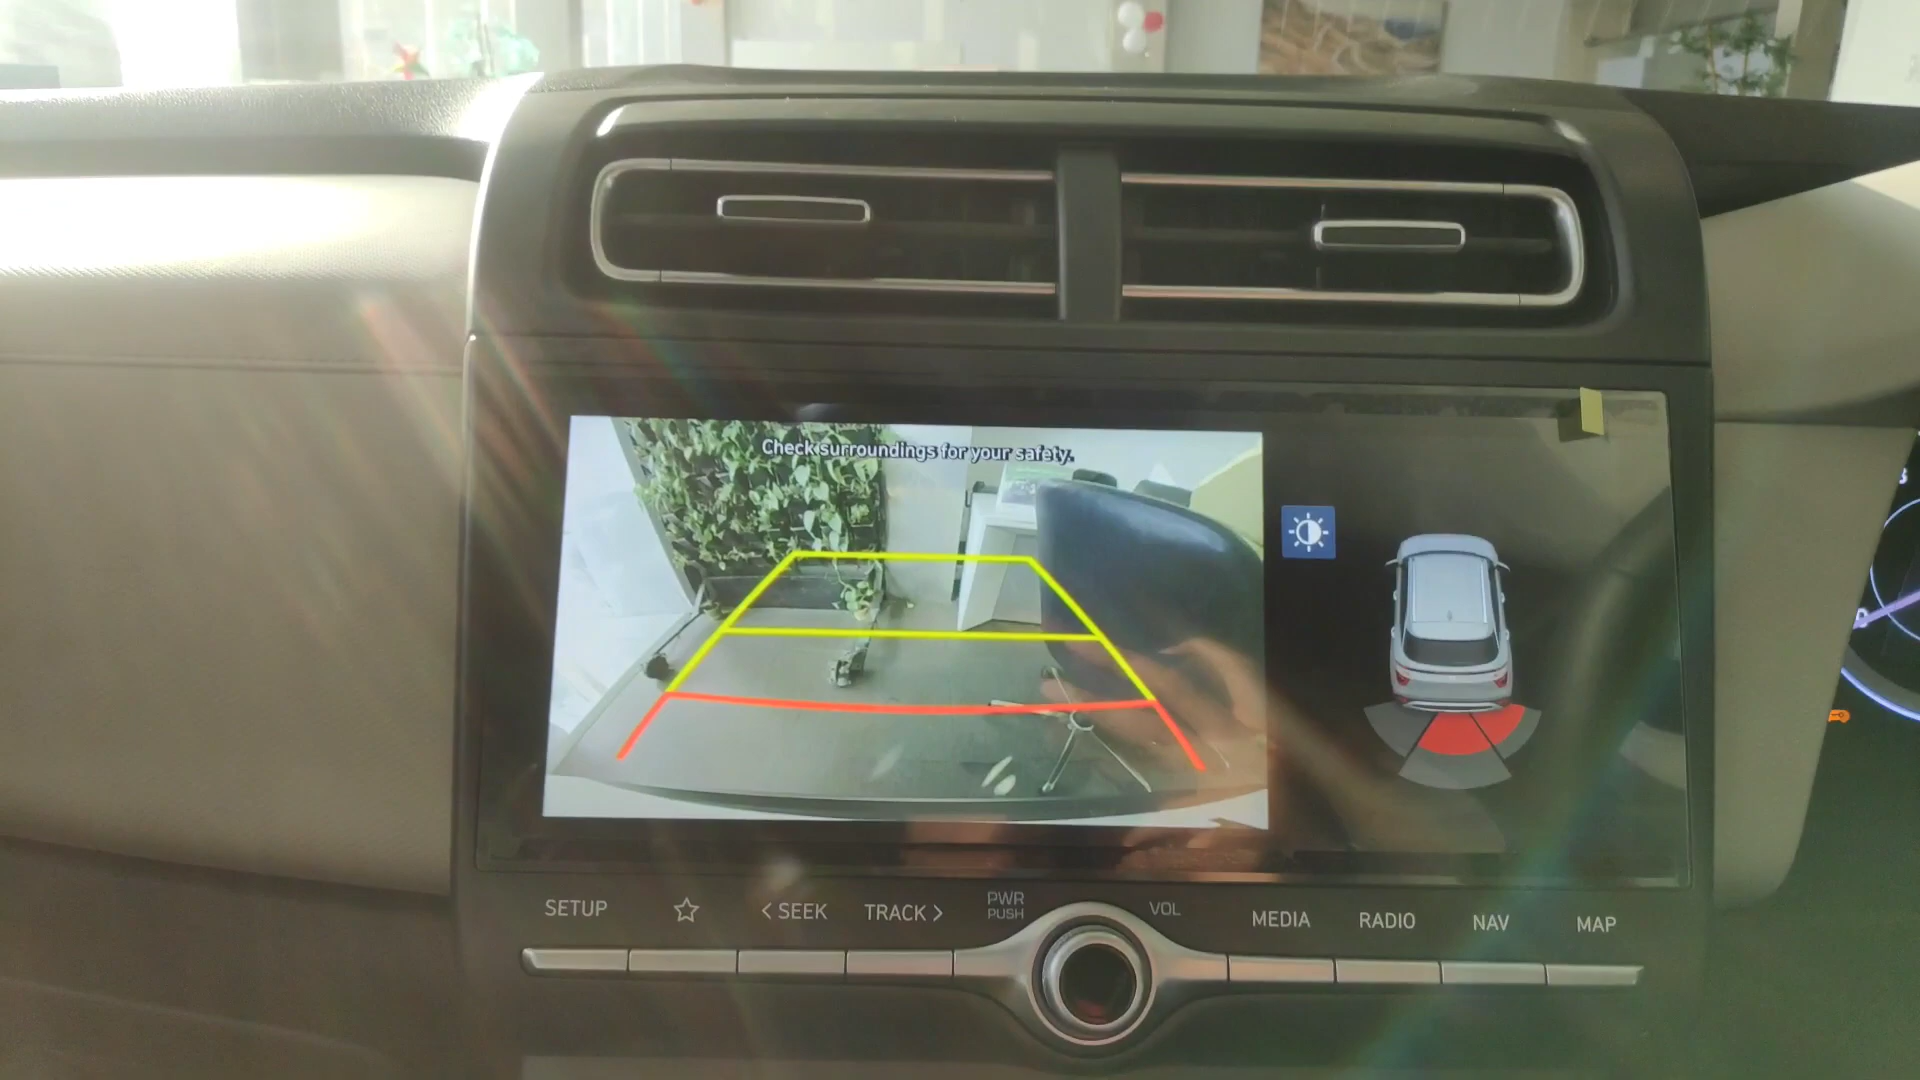 Check surroundings for your safety.
SETUP
< SEEK
TRACK >
PWR
PUSH
VOL
MEDIA
RADIO
NAV
MAP